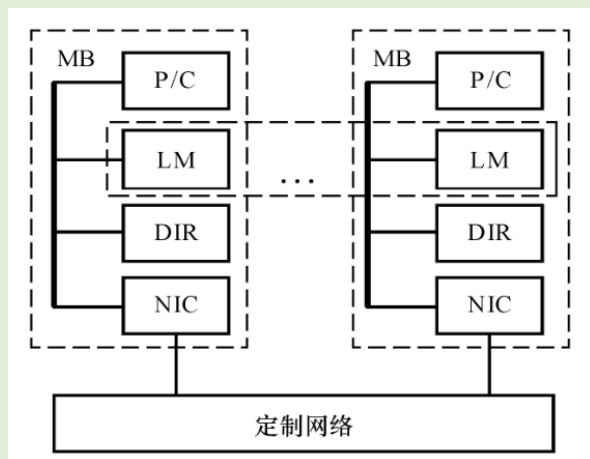 MB
P/C
LM
DIR
NIC
...
MB
P/C
LM
DIR
NIC
定制网络